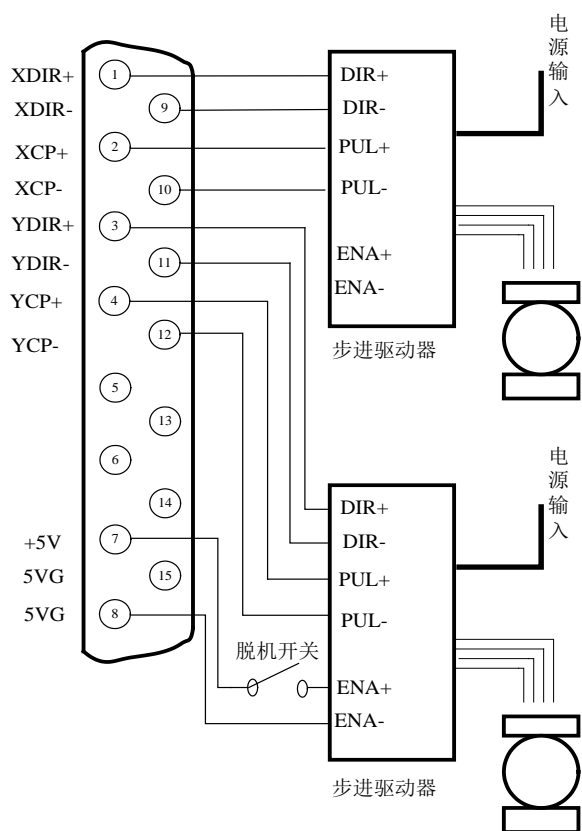 XDIR+
XDIR-
XCP+
XCP-
YDIR+
YDIR-
YCP+
YCP-
+5V
5VG
5VG
1
9
2
10
3
11
4
12
5
13
6
14
7
15
8
DIR+
DIR-
PUL+
PUL-
ENA+
ENA-
步进驱动器
电源输入
DIR+
DIR-
PUL+
PUL-
脱机开关
ENA+
ENA-
步进驱动器
电源输入